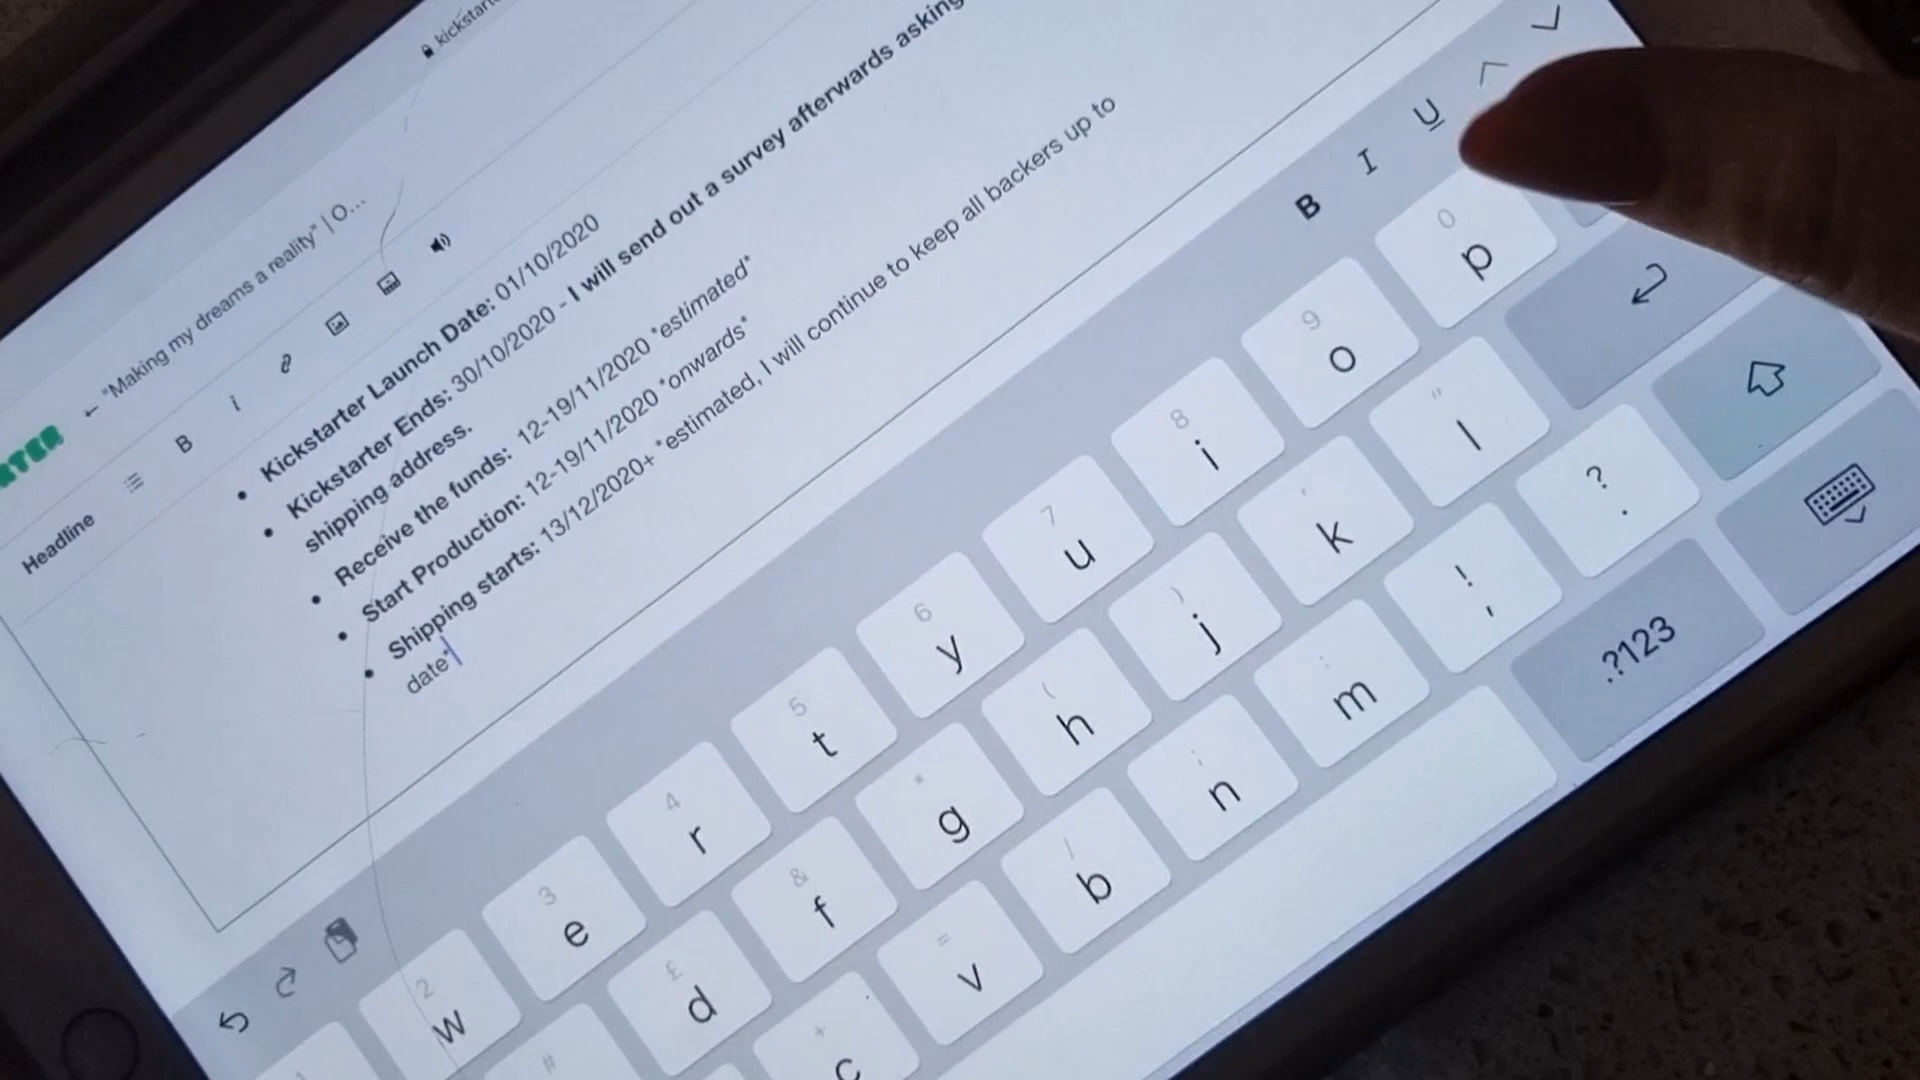 kickstart
RTER
← "Making my dreams a reality" | O...
Headline
B
i
Kickstarter Launch Date: 01/10/2020
Kickstarter Ends: 30/10/2020 - I will send out a survey afterwards asking
shipping address.
Receive the funds: 12-19/11/2020 *estimated*
Start Production: 12-19/11/2020 *onwards*
Shipping starts: 13/12/2020+ *estimated, I will continue to keep all backers up to
date*
B I U
2 w 3 e 4 r 5 t 6 y 7 u 8 i 9 o 0 p
# £ d & f * g ( h ) j ' k " l
+ c = v / b ; n : m ! , ? .
.?123